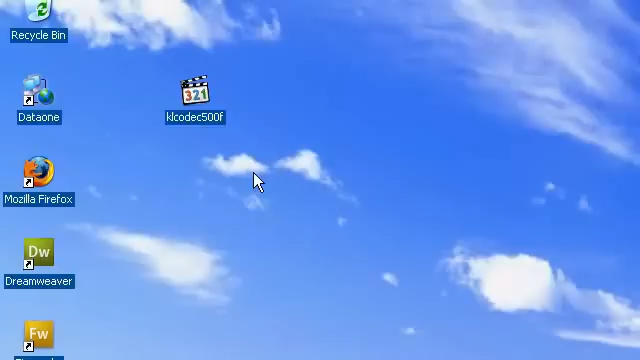 Recycle Bin
Dataone
klcodec500f
321
Mozilla Firefox
Dw
Dreamweaver
Fw